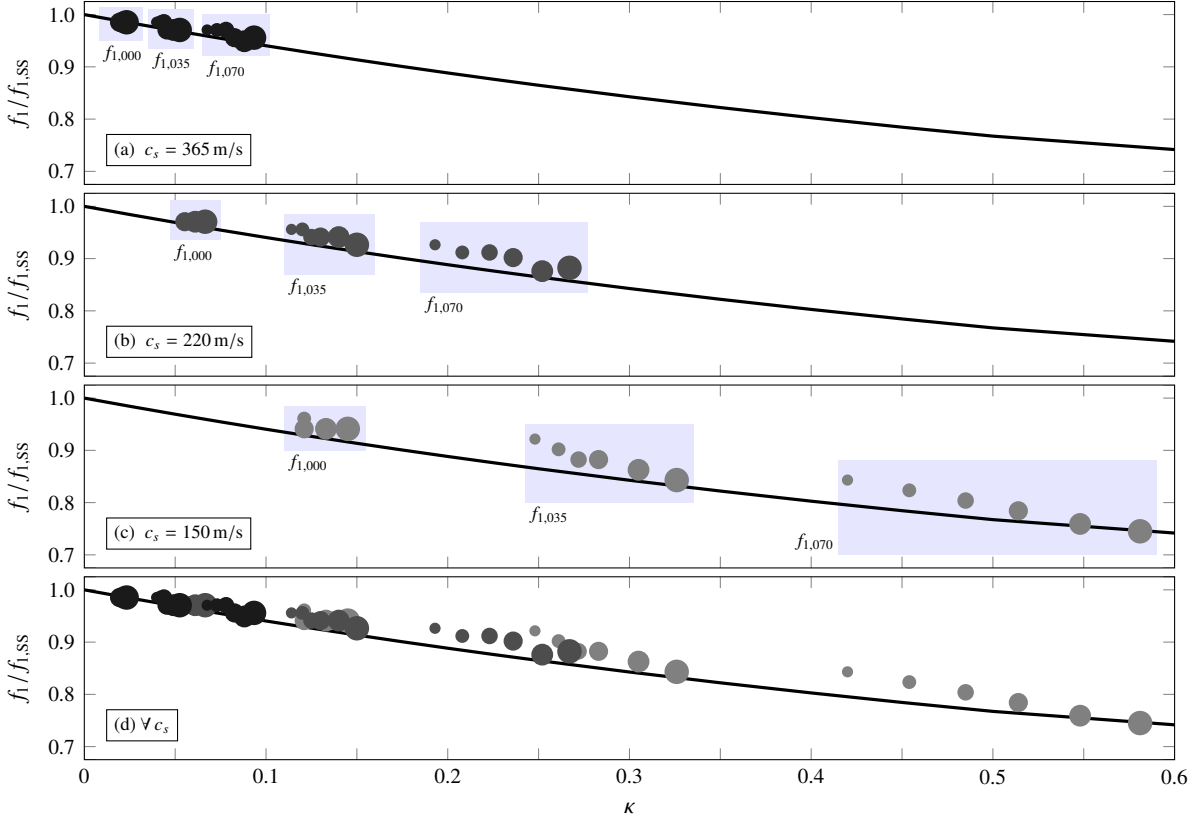 1.0
0.9
0.8
0.7
f1/f1,SS
f1,000
f1,035
f1,070
(a) cs = 365 m/s
1.0
0.9
0.8
0.7
f1/f1,SS
f1,000
f1,035
f1,070
(b) cs = 220 m/s
1.0
0.9
0.8
0.7
f1/f1,SS
f1,000
f1,035
f1,070
(c) cs = 150 m/s
1.0
0.9
0.8
0.7
f1/f1,SS
(d) ∀ cs
0 0.1 0.2 0.3 0.4 0.5 0.6
κ